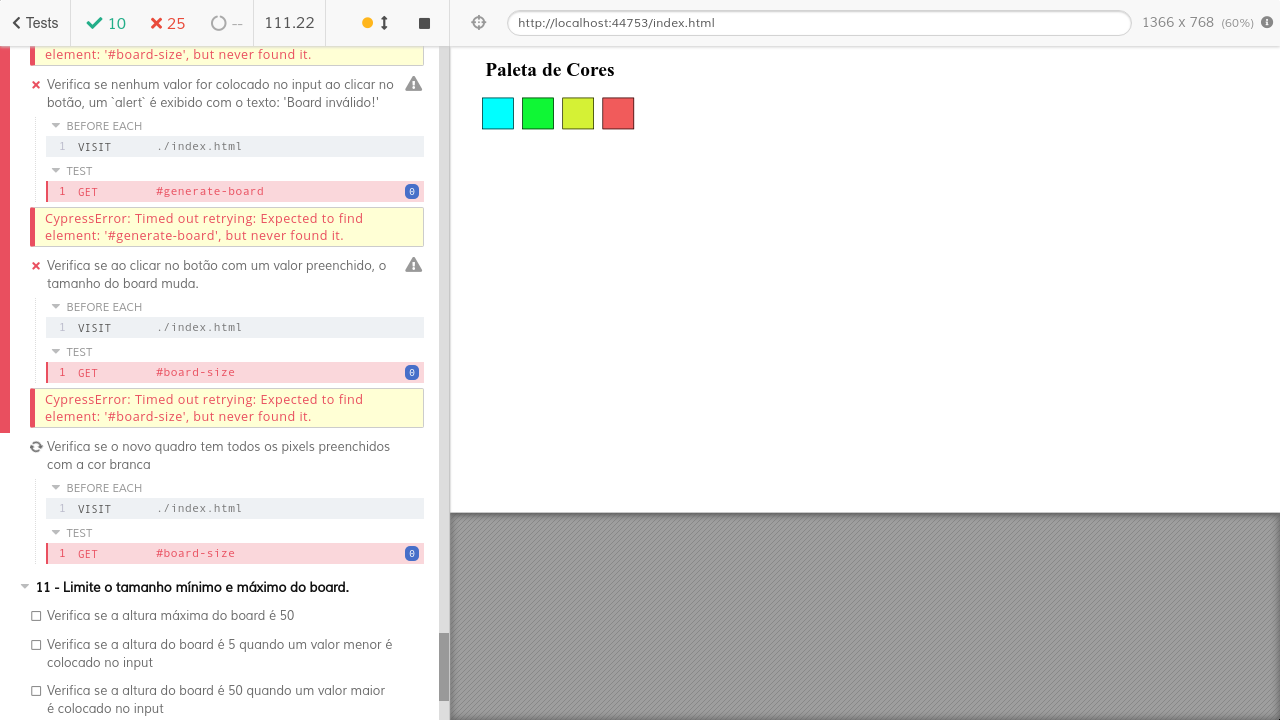 Tests
10
25
--
111.22
http://localhost:44753/index.html
1366 x 768 (60%)
element: '#board-size', but never found it.
Verifica se nenhum valor for colocado no input ao clicar no
botão, um `alert` é exibido com o texto: 'Board inválido!'
BEFORE EACH
1 VISIT ./index.html
TEST
1 GET #generate-board 0
CypressError: Timed out retrying: Expected to find
element: '#generate-board', but never found it.
Verifica se ao clicar no botão com um valor preenchido, o
tamanho do board muda.
BEFORE EACH
1 VISIT ./index.html
TEST
1 GET #board-size 0
CypressError: Timed out retrying: Expected to find
element: '#board-size', but never found it.
Verifica se o novo quadro tem todos os pixels preenchidos
com a cor branca
BEFORE EACH
1 VISIT ./index.html
TEST
1 GET #board-size 0
11 - Limite o tamanho mínimo e máximo do board.
Verifica se a altura máxima do board é 50
Verifica se a altura do board é 5 quando um valor menor é
colocado no input
Verifica se a altura do board é 50 quando um valor maior
é colocado no input
Paleta de Cores